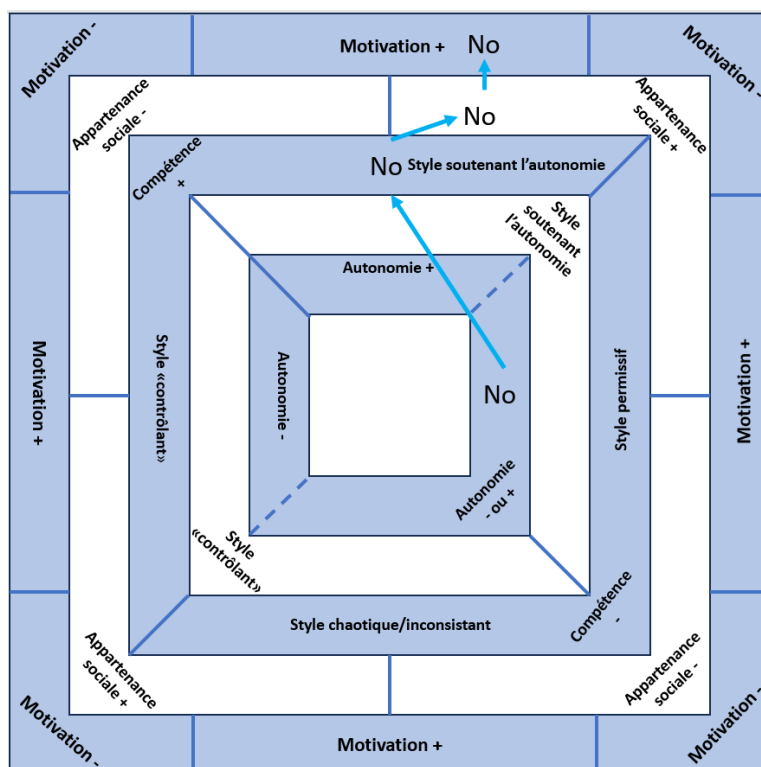 Motivation -
Motivation +
No
Motivation -
Appartenance
sociale -
No
Appartenance
sociale +
Compétence
+
No
Style soutenant l'autonomie
Style
soutenant
l'autonomie
Autonomie +
Motivation +
Style «contrôlant»
Autonomie -
No
Style permissif
Motivation +
Autonomie
- ou +
Style
«contrôlant»
Style chaotique/inconsistant
Compétence
-
Appartenance
sociale +
Appartenance
sociale -
Motivation -
Motivation +
Motivation -